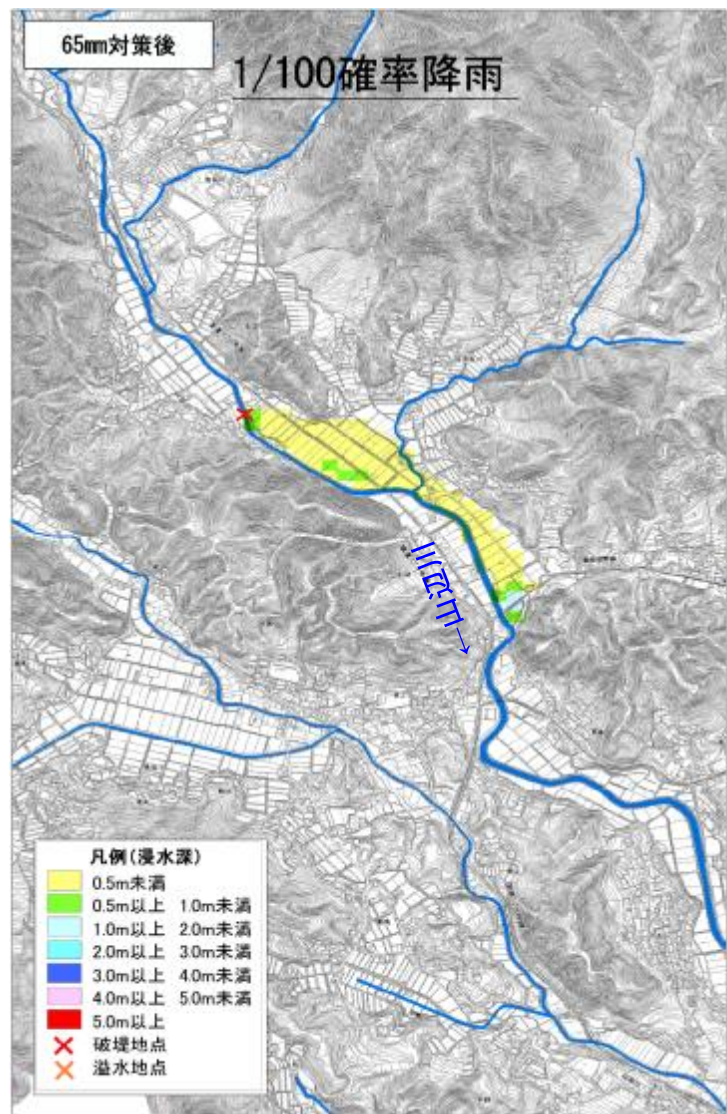 65mm対策後
1/100確率降雨
凡例(浸水深)
0.5m未満
0.5m以上 1.0m未満
1.0m以上 2.0m未満
2.0m以上 3.0m未満
3.0m以上 4.0m未満
4.0m以上 5.0m未満
5.0m以上
破堤地点
溢水地点